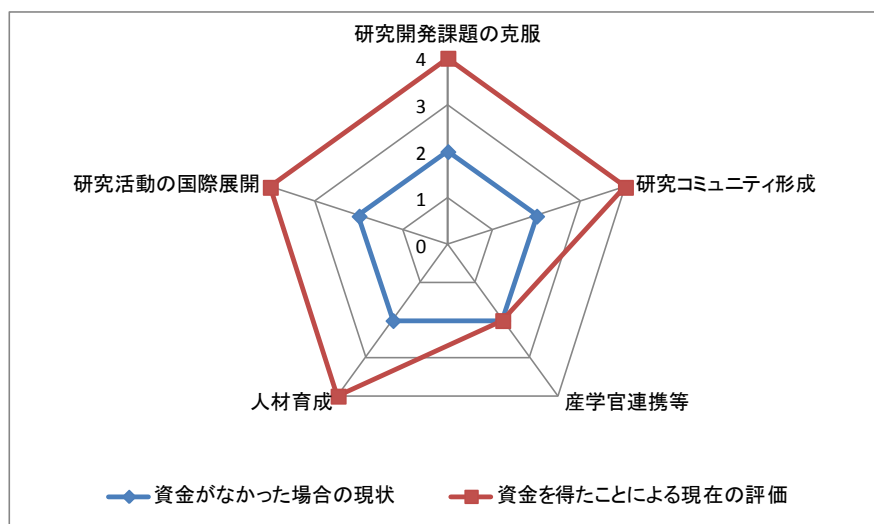 研究開発課題の克服
4
3
2
1
0
研究コミュニティ形成
産学官連携等
人材育成
研究活動の国際展開
資金がなかった場合の現状
資金を得たことによる現在の評価